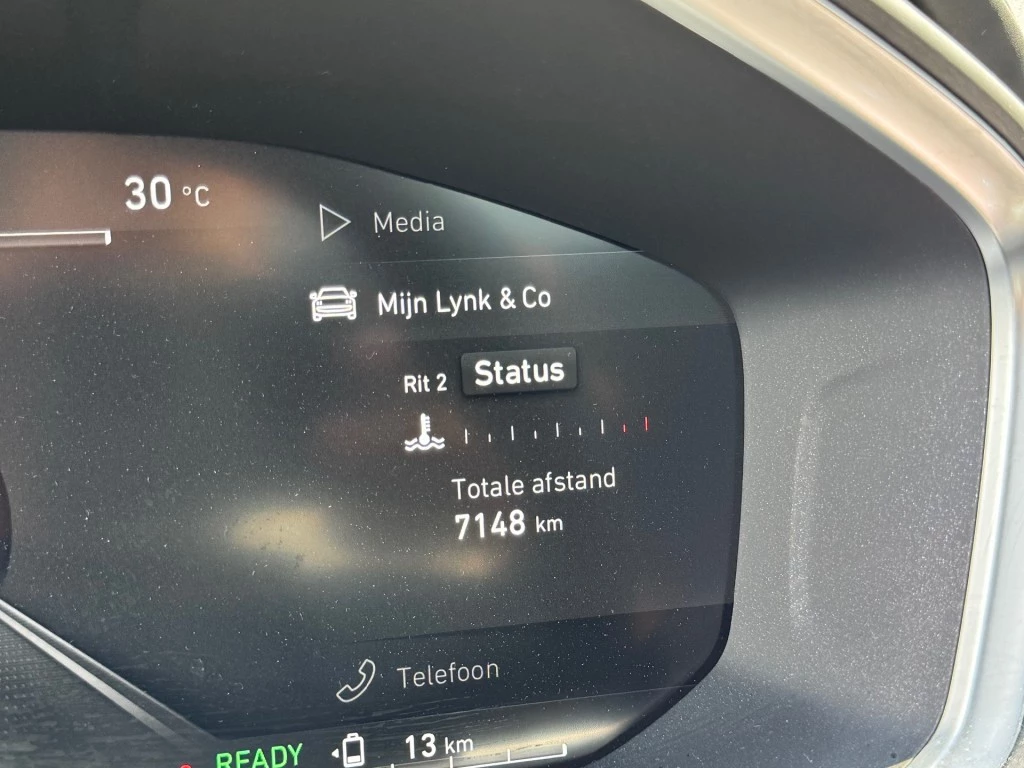 30 °C
Media
Mijn Lynk & Co
Rit 2 Status
Totale afstand
7148 km
Telefoon
READY 13 km